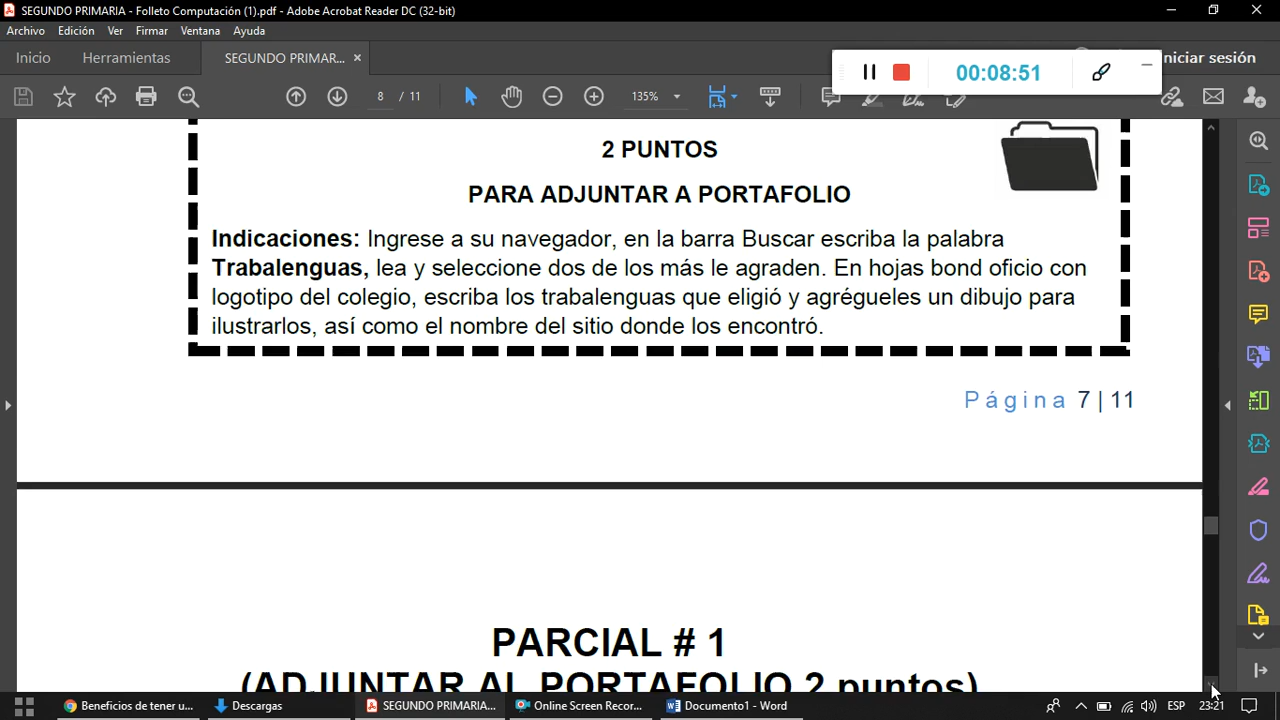 SEGUNDO PRIMARIA - Folleto Computación (1).pdf - Adobe Acrobat Reader DC (32-bit)
Archivo Edición Ver Firmar Ventana Ayuda
Inicio Herramientas SEGUNDO PRIMAR... × 00:08:51 niciar sesión
8 / 11 135%
2 PUNTOS
PARA ADJUNTAR A PORTAFOLIO
Indicaciones: Ingrese a su navegador, en la barra Buscar escriba la palabra
Trabalenguas, lea y seleccione dos de los más le agraden. En hojas bond oficio con
logotipo del colegio, escriba los trabalenguas que eligió y agrégueles un dibujo para
ilustrarlos, así como el nombre del sitio donde los encontró.
Página 7 | 11
PARCIAL # 1
(ADJUNTAR AL PORTAFOLIO 2 puntos)
Beneficios de tener u... Descargas SEGUNDO PRIMARIA... Online Screen Recor... Documento1 - Word ESP 23:21